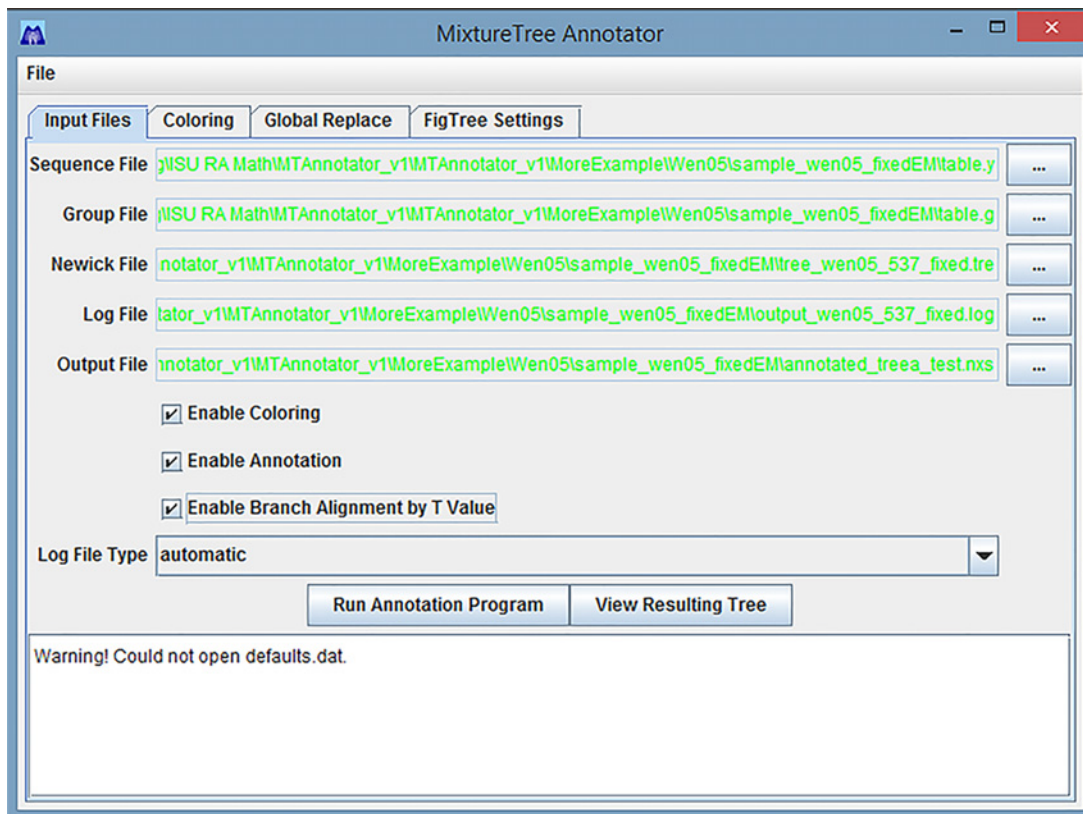 MixtureTree Annotator
File
Input Files Coloring Global Replace FigTree Settings
Sequence File g\ISU RA Math\MTAnnotator_v1\MTAnnotator_v1\MoreExample\Wen05\sample_wen05_fixedEM\table.y ...
Group File g\ISU RA Math\MTAnnotator_v1\MTAnnotator_v1\MoreExample\Wen05\sample_wen05_fixedEM\table.g ...
Newick File notator_v1\MTAnnotator_v1\MoreExample\Wen05\sample_wen05_fixedEM\tree_wen05_537_fixed.tre ...
Log File tator_v1\MTAnnotator_v1\MoreExample\Wen05\sample_wen05_fixedEM\output_wen05_537_fixed.log ...
Output File nnotator_v1\MTAnnotator_v1\MoreExample\Wen05\sample_wen05_fixedEM\annotated_treea_test.nxs ...
Enable Coloring
Enable Annotation
Enable Branch Alignment by T Value
Log File Type automatic
Run Annotation Program View Resulting Tree
Warning! Could not open defaults.dat.